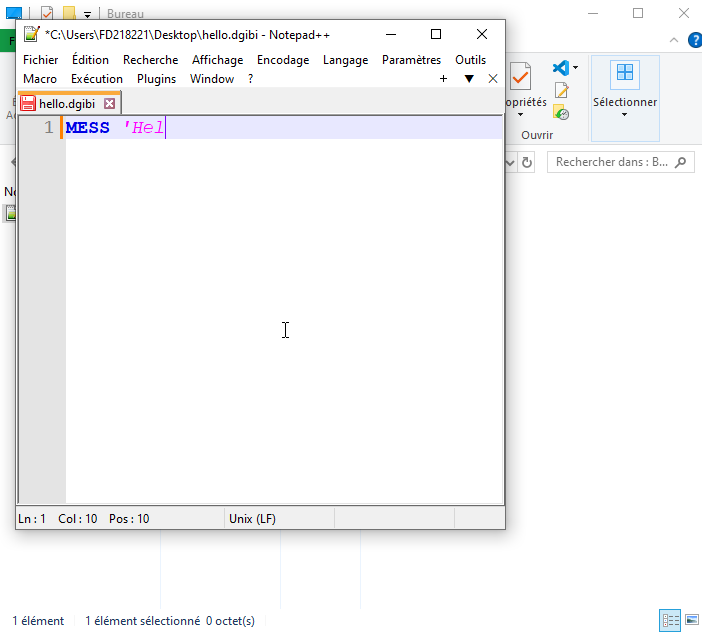 Bureau
*C:\Users\FD218221\Desktop\hello.dgibi - Notepad++
Fichier Édition Recherche Affichage Encodage Langage Paramètres Outils
Macro Exécution Plugins Window ? + ▼ X
hello.dgibi
1 MESS 'Hel
Ln : 1 Col : 10 Pos : 10 Unix (LF)
F
opriétés
Sélectionner
Ouvrir
?
Rechercher dans : B...
No
1 élément 1 élément sélectionné 0 octet(s)